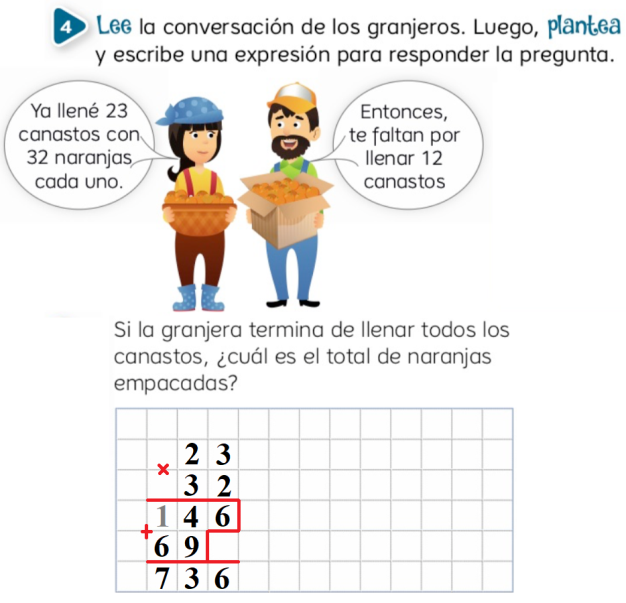 4 Lee la conversación de los granjeros. Luego, plantea
y escribe una expresión para responder la pregunta.
Ya llené 23
canastos con
32 naranjas
cada uno.
Entonces,
te faltan por
llenar 12
canastos
Si la granjera termina de llenar todos los
canastos, ¿cuál es el total de naranjas
empacadas?
2 3
×
3 2
1 4 6
+
6 9
7 3 6